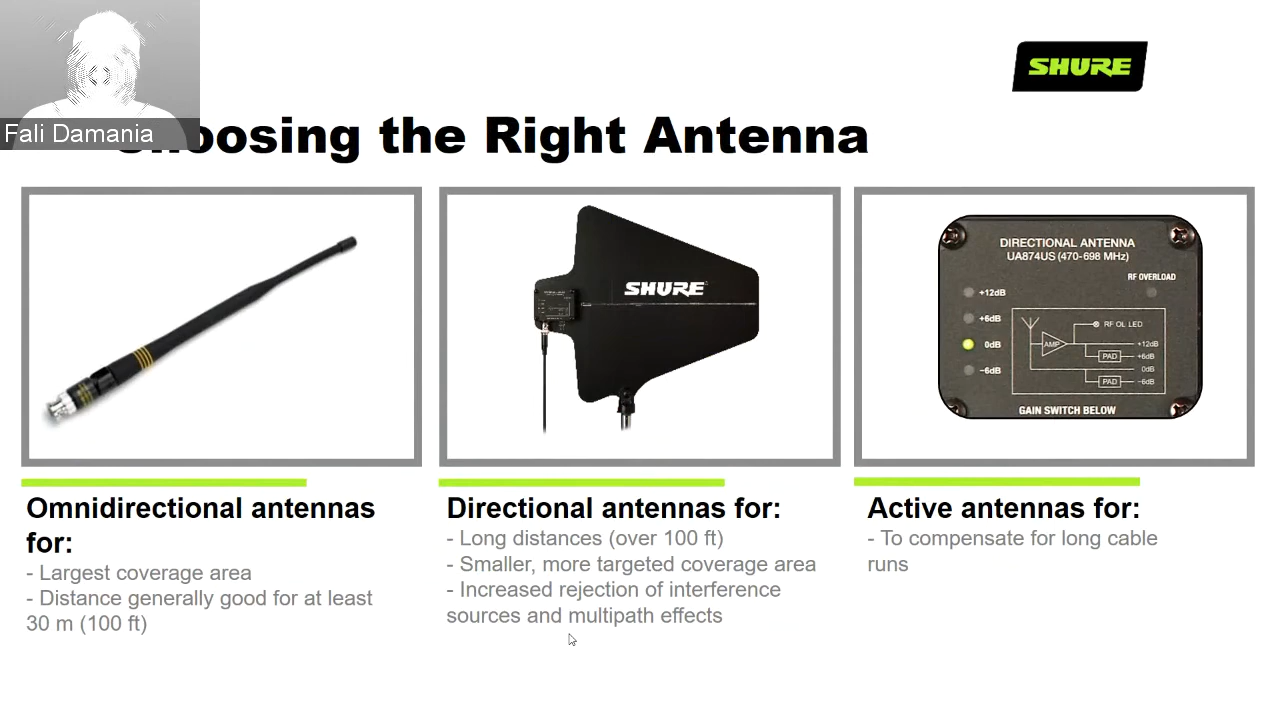 SHURE
Fali Damania
Choosing the Right Antenna
SHURE
DIRECTIONAL ANTENNA
UA874US (470-698 MHz)
RF OVERLOAD
+12dB
+6dB
0dB
-6dB
RF OL LED
AMP
+12dB
PAD
+6dB
0dB
PAD
-6dB
GAIN SWITCH BELOW
Omnidirectional antennas
for:
- Largest coverage area
- Distance generally good for at least
30 m (100 ft)
Directional antennas for:
- Long distances (over 100 ft)
- Smaller, more targeted coverage area
- Increased rejection of interference
sources and multipath effects
Active antennas for:
- To compensate for long cable
runs